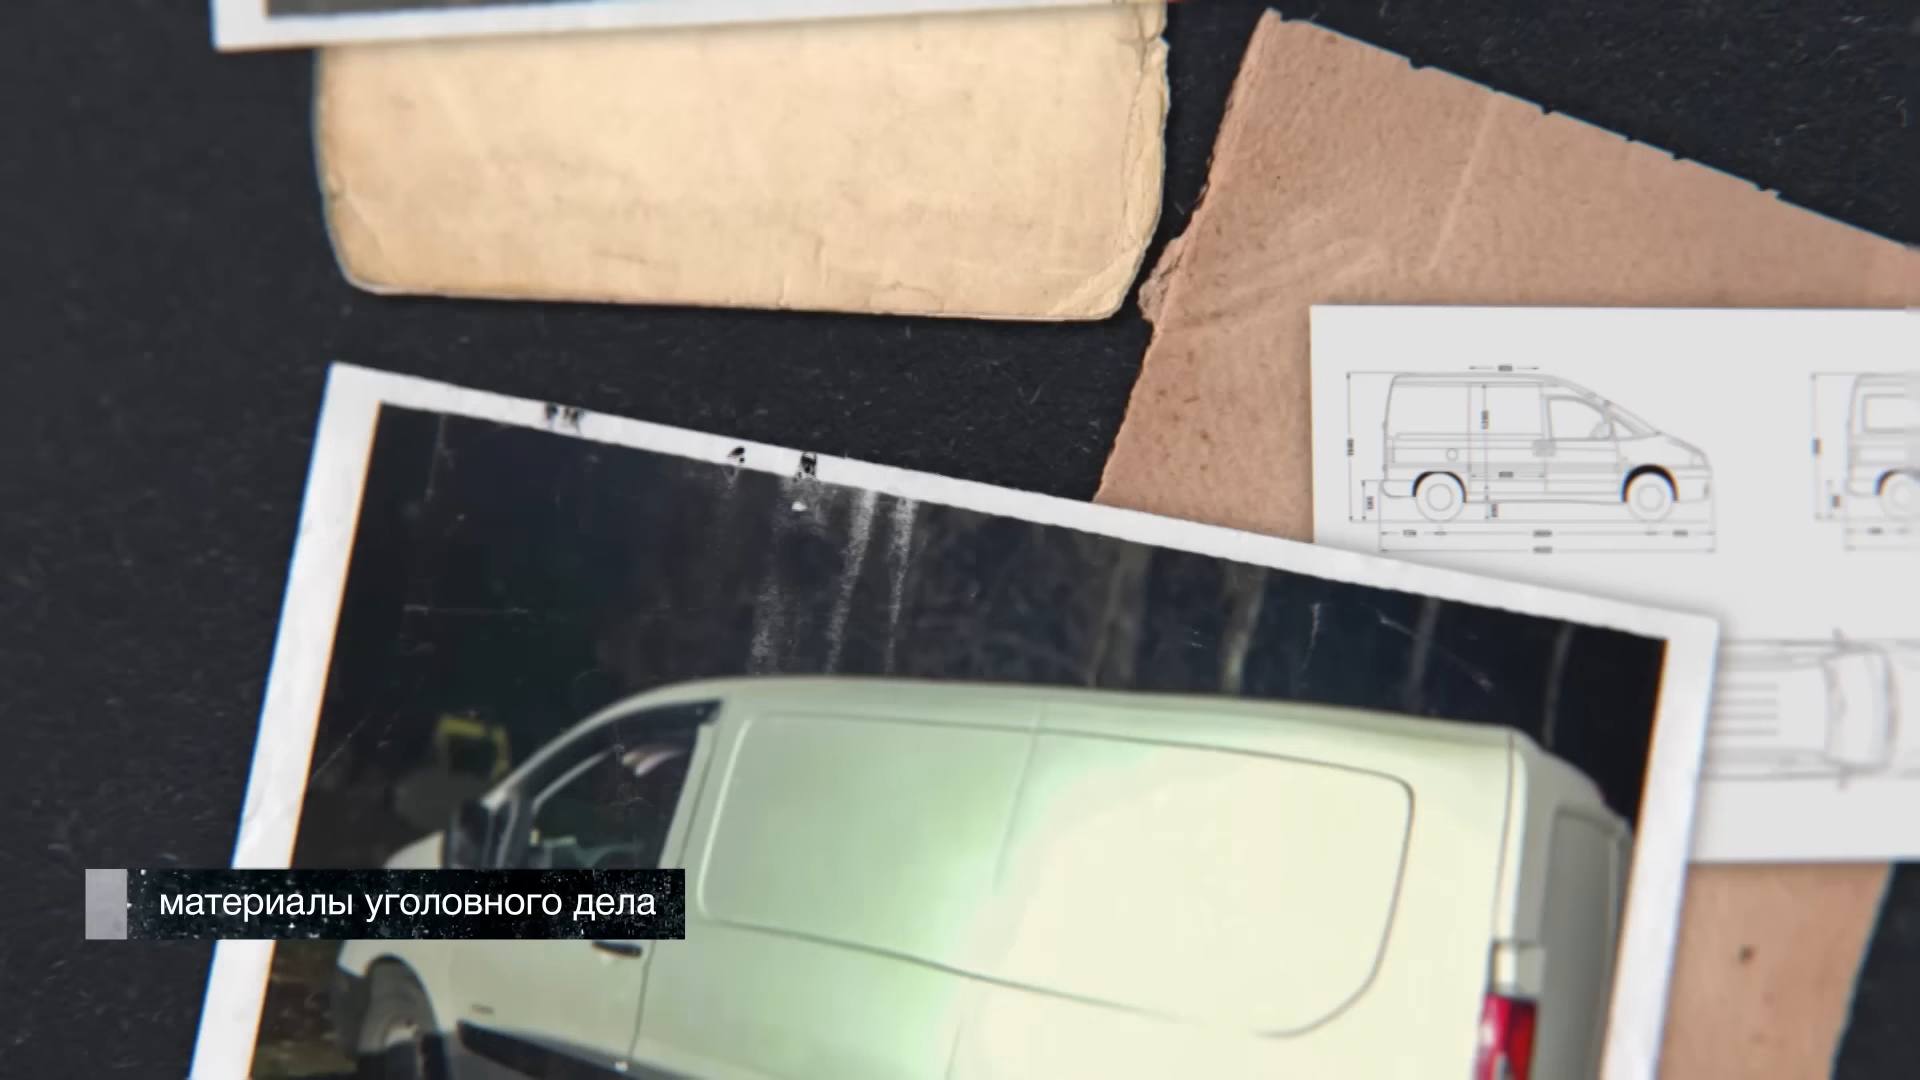 материалы уголовного дела